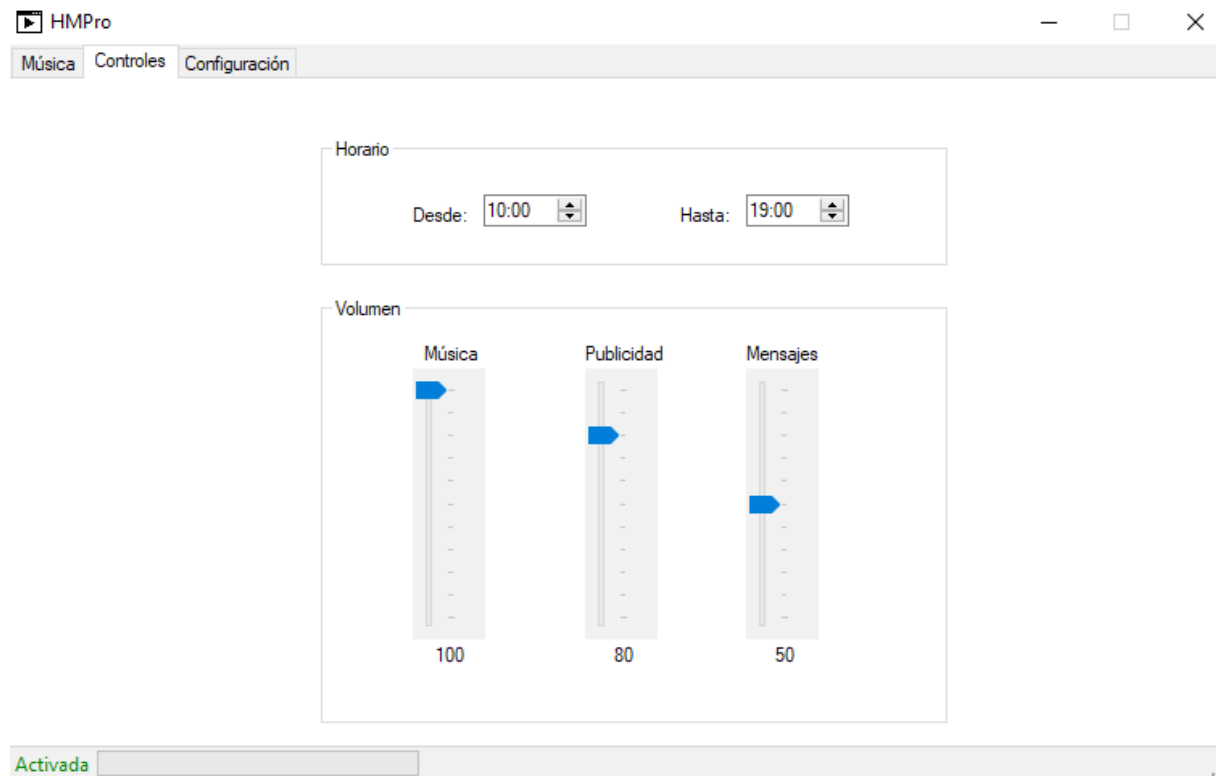 HMPro
Música Controles Configuración
Horario
Desde: 10:00 Hasta: 19:00
Volumen
Música Publicidad Mensajes
100 80 50
Activada